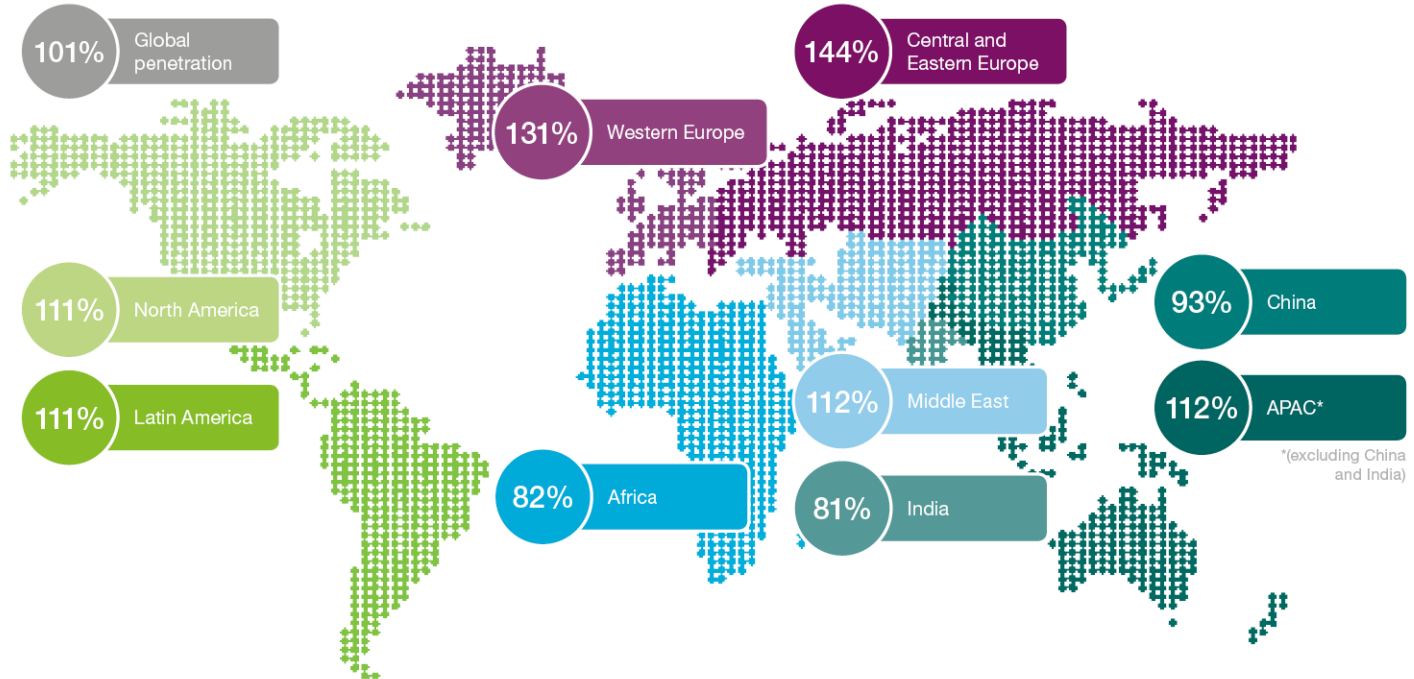 101%
Global
penetration
144%
Central and
Eastern Europe
131%
Western Europe
111%
North America
93%
China
111%
Latin America
112%
Middle East
112%
APAC*
*(excluding China
and India)
82%
Africa
81%
India